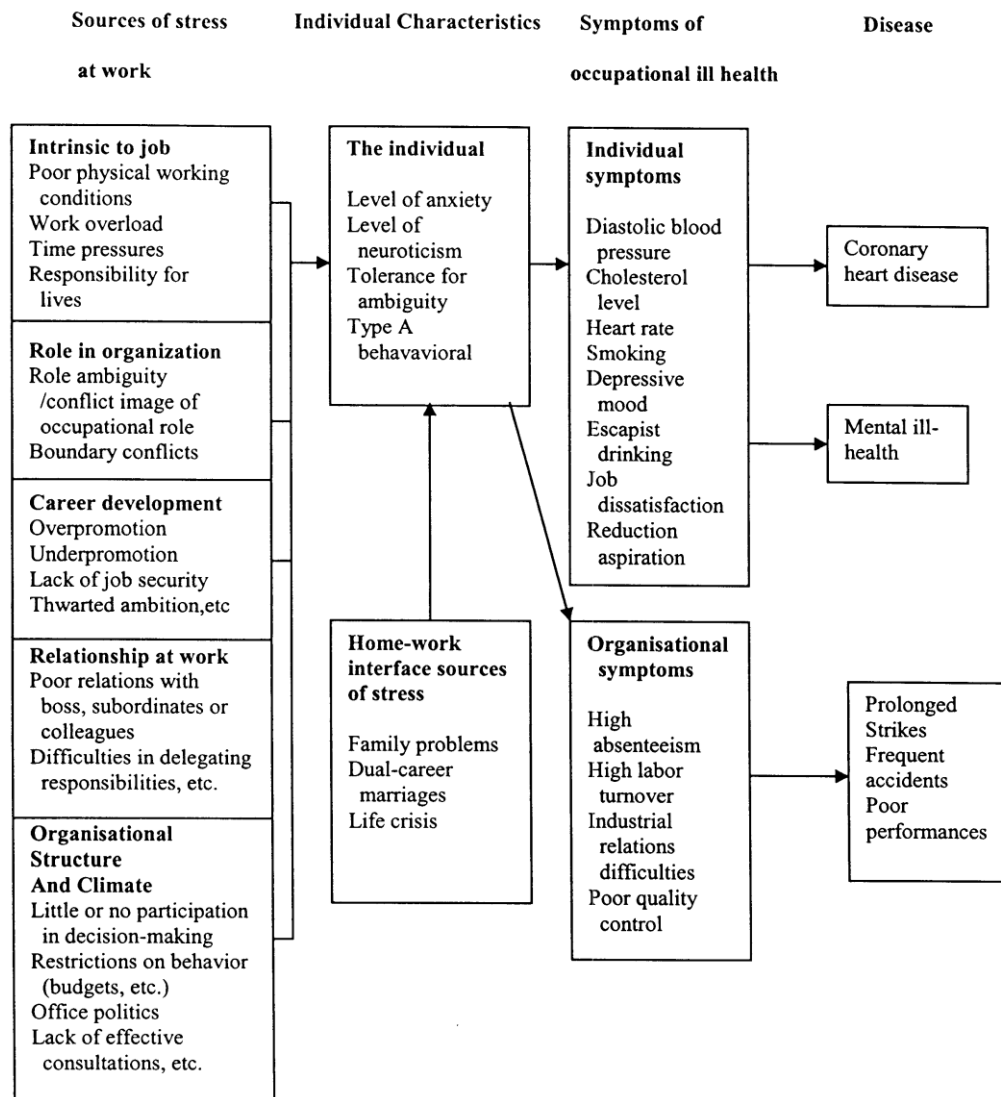 Sources of stress
at work
Individual Characteristics
Symptoms of
occupational ill health
Disease
Intrinsic to job
Poor physical working
conditions
Work overload
Time pressures
Responsibility for
lives
Role in organization
Role ambiguity
/conflict image of
occupational role
Boundary conflicts
Career development
Overpromotion
Underpromotion
Lack of job security
Thwarted ambition,etc
Relationship at work
Poor relations with
boss, subordinates or
colleagues
Difficulties in delegating
responsibilities, etc.
Organisational
Structure
And Climate
Little or no participation
in decision-making
Restrictions on behavior
(budgets, etc.)
Office politics
Lack of effective
consultations, etc.
The individual
Level of anxiety
Level of
neuroticism
Tolerance for
ambiguity
Type A
behavavioral
Home-work
interface sources
of stress
Family problems
Dual-career
marriages
Life crisis
Individual
symptoms
Diastolic blood
pressure
Cholesterol
level
Heart rate
Smoking
Depressive
mood
Escapist
drinking
Job
dissatisfaction
Reduction
aspiration
Organisational
symptoms
High
absenteeism
High labor
turnover
Industrial
relations
difficulties
Poor quality
control
Coronary
heart disease
Mental ill-
health
Prolonged
Strikes
Frequent
accidents
Poor
performances